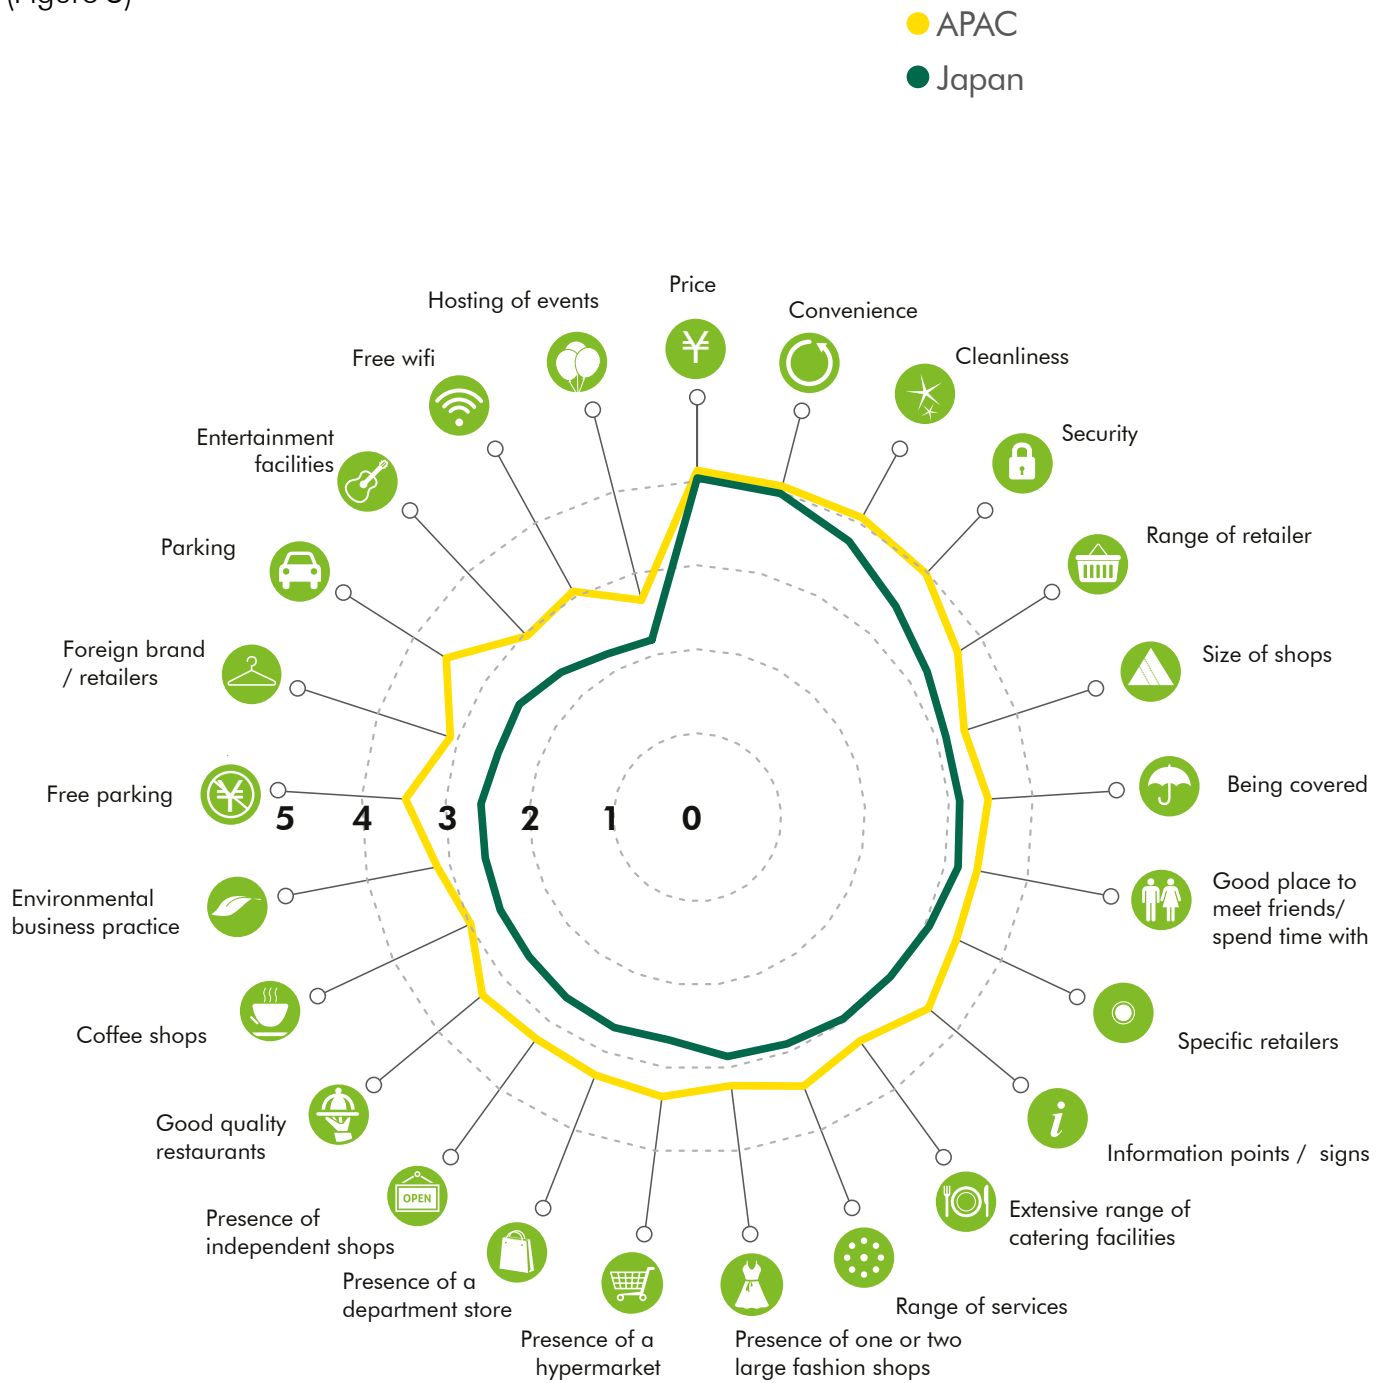 APAC
Japan
Price
Hosting of events
Convenience
Free wifi
Cleanliness
Entertainment
facilities
Security
Parking
Range of retailer
Foreign brand
/ retailers
Size of shops
Free parking
Being covered
5 4 3 2 1 0
Environmental
business practice
Good place to
meet friends/
spend time with
Coffee shops
Specific retailers
Good quality
restaurants
Information points / signs
i
OPEN
Presence of
independent shops
Extensive range of
catering facilities
Presence of a
department store
Range of services
Presence of a
hypermarket
Presence of one or two
large fashion shops
¥
¥